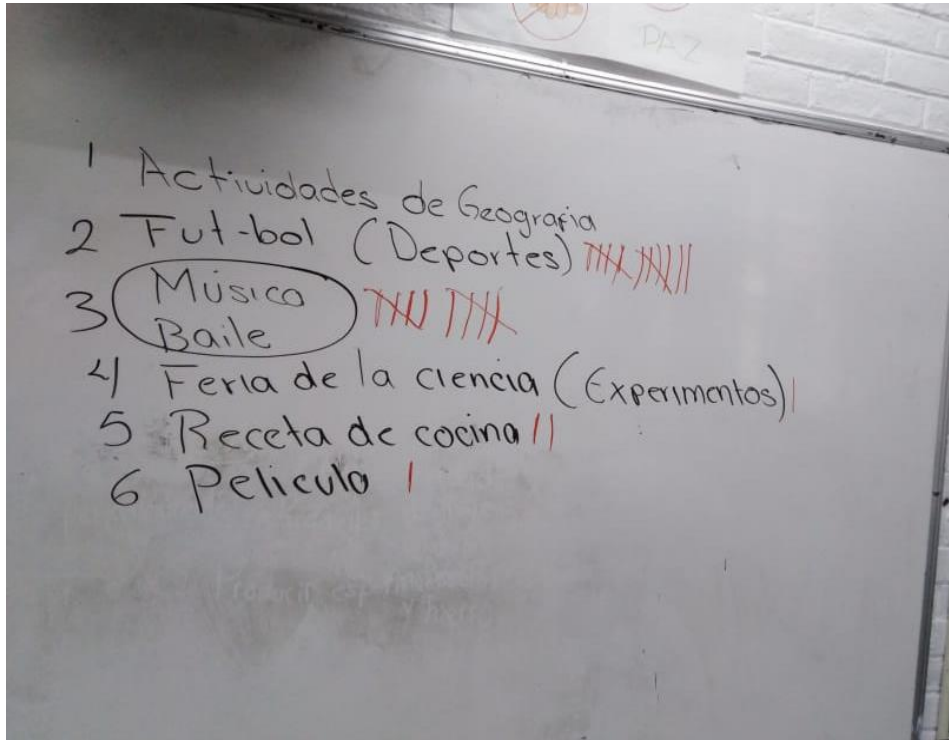 PAZ
1 Actividades de Geografia
2 Fut-bol (Deportes)
3 Música
Baile
4 Feria de la ciencia (Experimentos)
5 Receta de cocina
6 Pelicula